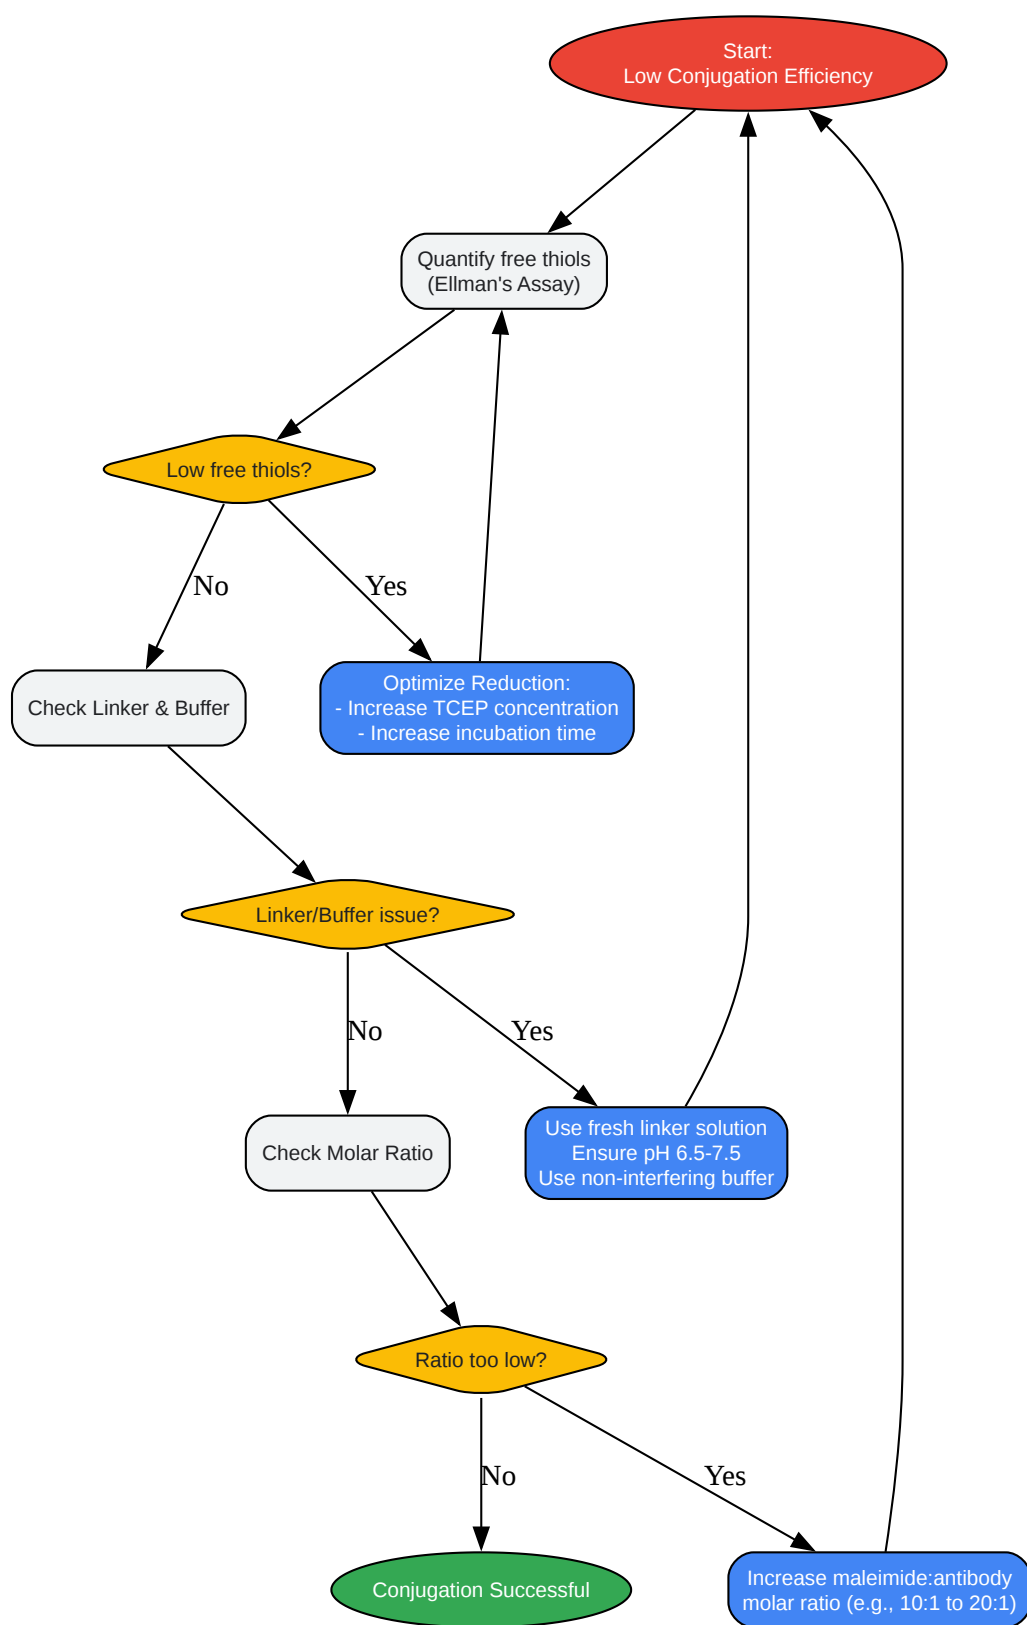 Start:
Low Conjugation Efficiency
Quantify free thiols
(Ellman's Assay)
Low free thiols?
No
Yes
Check Linker & Buffer
Optimize Reduction:
- Increase TCEP concentration
- Increase incubation time
Linker/Buffer issue?
No
Yes
Check Molar Ratio
Use fresh linker solution
Ensure pH 6.5-7.5
Use non-interfering buffer
Ratio too low?
No
Yes
Conjugation Successful
Increase maleimide:antibody
molar ratio (e.g., 10:1 to 20:1)